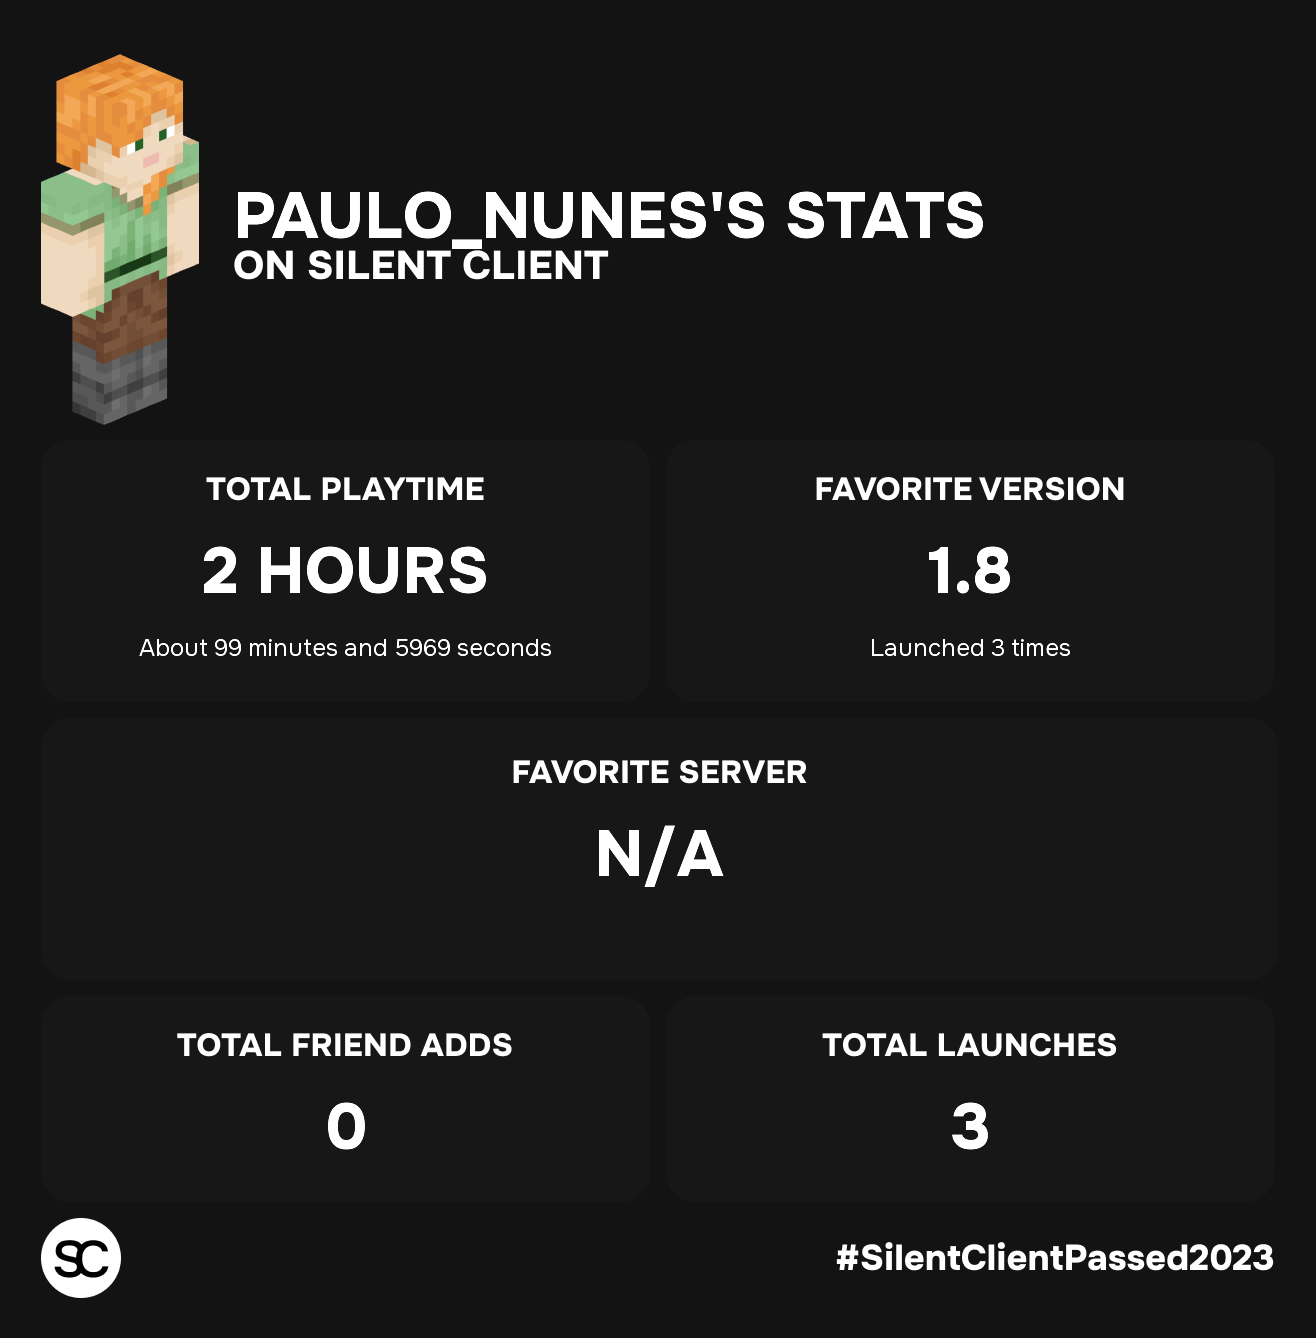 PAULO_NUNES'S STATS
ON SILENT CLIENT
TOTAL PLAYTIME
2 HOURS
About 99 minutes and 5969 seconds
FAVORITE VERSION
1.8
Launched 3 times
FAVORITE SERVER
N/A
TOTAL FRIEND ADDS
0
TOTAL LAUNCHES
3
SC
#SilentClientPassed2023